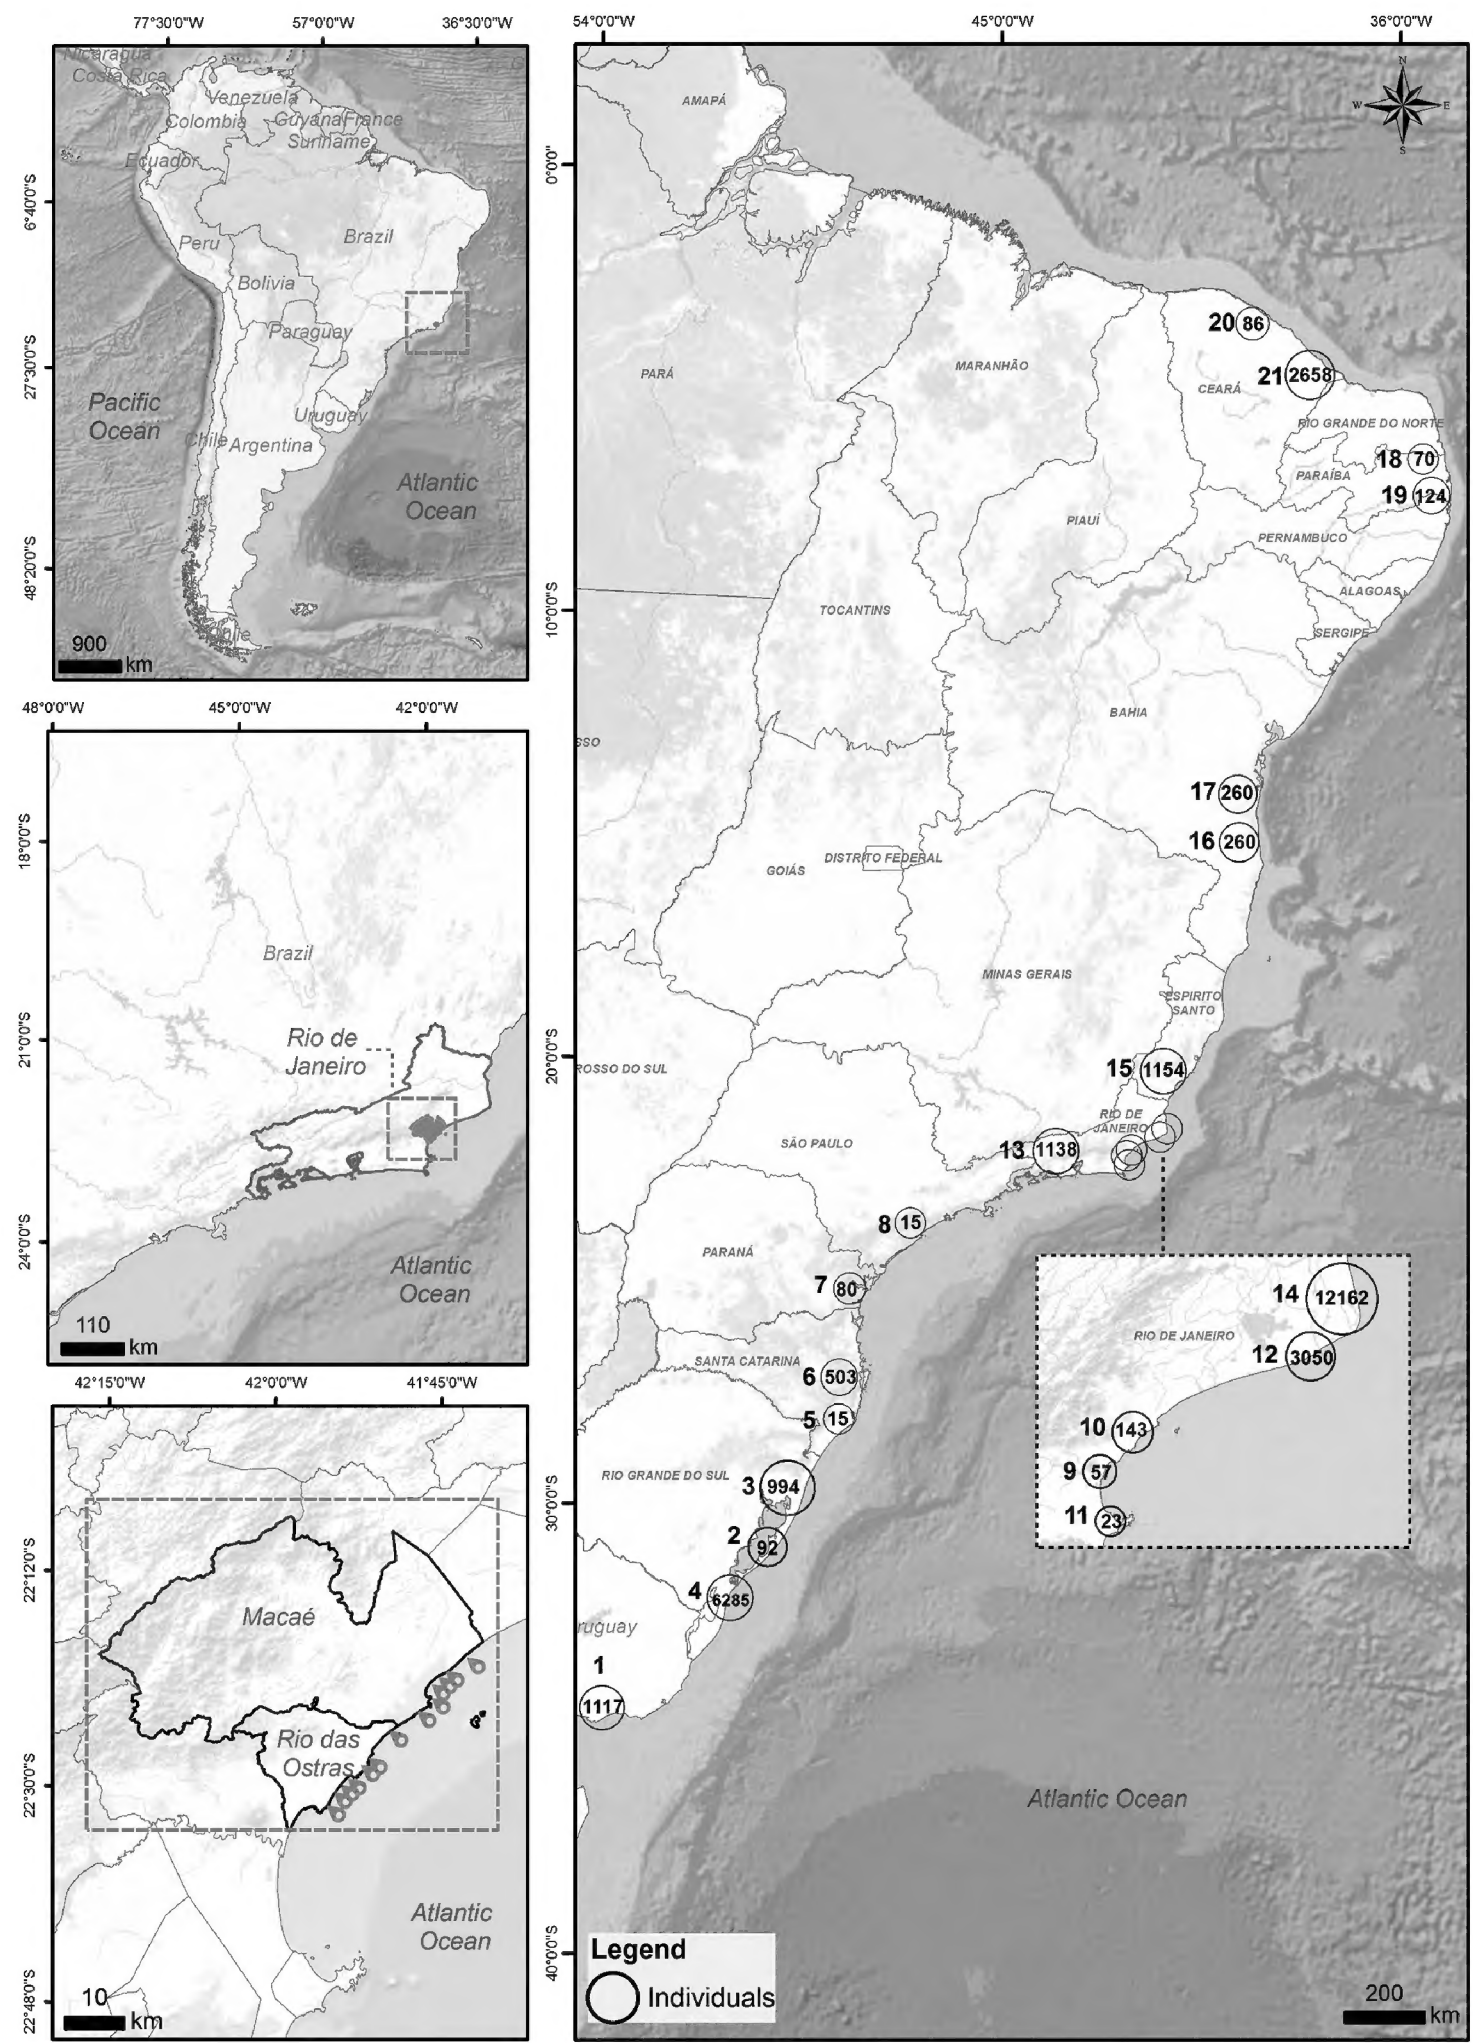 77°30'0"W 57°0'0"W 36°30'0"W
6°40'0"S
27°30'0"S
48°20'0"S
Nicaragua
Costa Rica
Venezuela
Colombia
Guyana
France
Suriname
Ecuador
Peru
Brazil
Bolivia
Paraguay
Pacific
Ocean
Uruguay
Chile
Argentina
Atlantic
Ocean
Chile
900
km
48°0'0"W 45°0'0"W 42°0'0"W
18°0'0"S
21°0'0"S
24°0'0"S
Brazil
Rio de
Janeiro
Atlantic
Ocean
110
km
42°15'0"W 42°0'0"W 41°45'0"W
22°12'0"S
22°30'0"S
22°48'0"S
Macaé
Rio das
Ostras
Atlantic
Ocean
10
km
54°0'0"W 45°0'0"W 36°0'0"W
0°0'0"
10°0'0"S
20°0'0"S
30°0'0"S
40°0'0"S
N
W E
S
AMAPÁ
PARÁ
MARANHÃO
20 86
21 2658
CEARÁ
RIO GRANDE DO NORTE
18 70
PARAÍBA
19 124
PIAUÍ
PERNAMBUCO
ALAGOAS
TOCANTINS
SERGIPE
BAHIA
SSO
17 260
16 260
DISTRITO FEDERAL
GOIÁS
MINAS GERAIS
ESPIRITO
SANTO
ROSSO DO SUL
15 1154
RIO DE
JANEIRO
SÃO PAULO
13 1138
8 15
PARANÁ
7 80
SANTA CATARINA
6 503
5 15
RIO GRANDE DO SUL
3 994
2 92
4 6285
ruguay
1
1117
14 12162
RIO DE JANEIRO
12 3050
10 143
9 57
11 23
Atlantic Ocean
Legend
Individuals
200
km